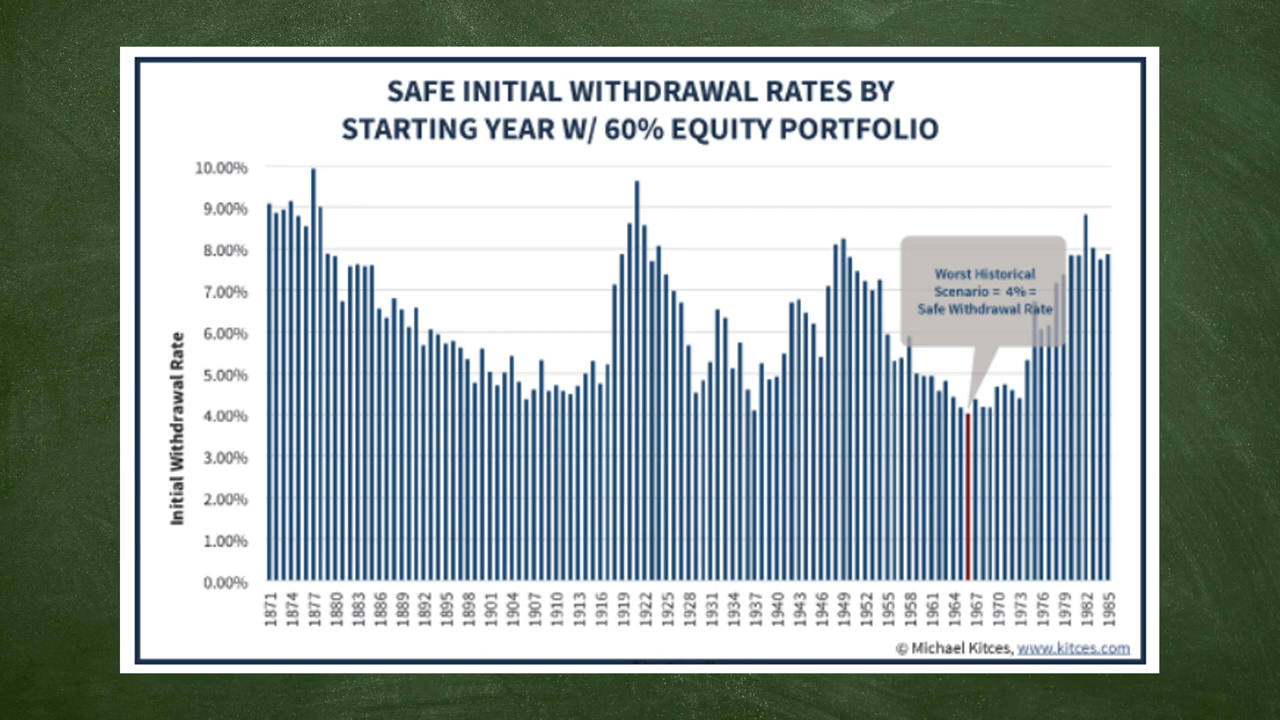 SAFE INITIAL WITHDRAWAL RATES BY
STARTING YEAR W/ 60% EQUITY PORTFOLIO
Initial Withdrawal Rate
10.00%
9.00%
8.00%
7.00%
6.00%
5.00%
4.00%
3.00%
2.00%
1.00%
0.00%
Worst Historical
Scenario = 4% =
Safe Withdrawal Rate
1871 1874 1877 1880 1883 1886 1889 1892 1895 1898 1901 1904 1907 1910 1913 1916 1919 1922 1925 1928 1931 1934 1937 1940 1943 1946 1949 1952 1955 1958 1961 1964 1967 1970 1973 1976 1979 1982 1985
© Michael Kitces, www.kitces.com